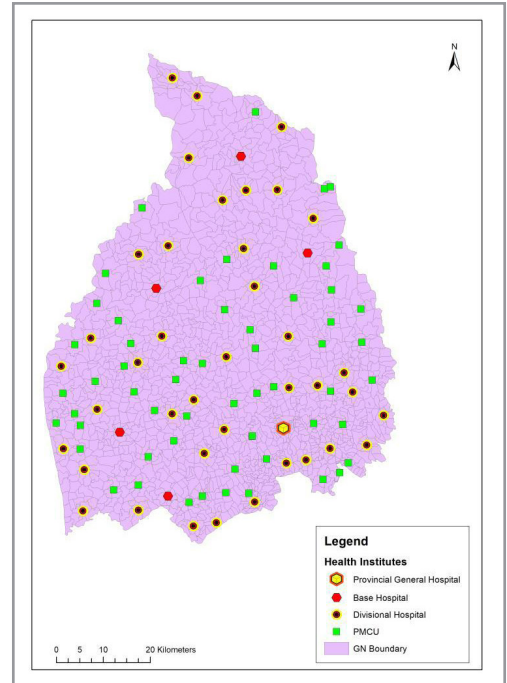 N
Legend
Health Institutes
Provincial General Hospital
Base Hospital
Divisional Hospital
PMCU
GN Boundary
0 5 10 20 Kilometers